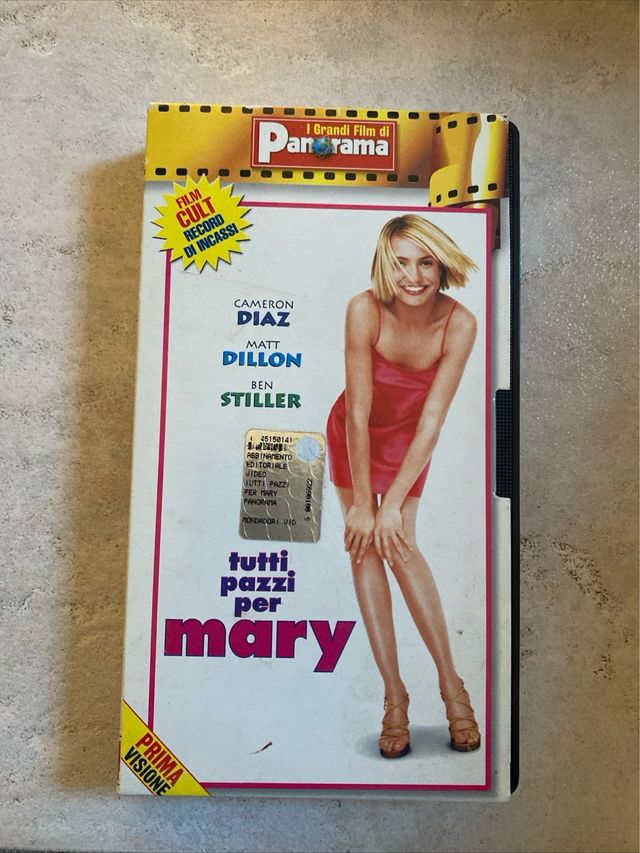 I Grandi Film di
Panorama
FILM
CULT
RECORD
DI INCASSI
CAMERON
DIAZ
MATT
DILLON
BEN
STILLER
ABBINAMENTO
EDITORIALE
VIDEO
TUTTI PAZZI
PER MARY
PANORAMA
MONDADORI VID
tutti
pazzi
per
mary
PRIMA
VISIONE